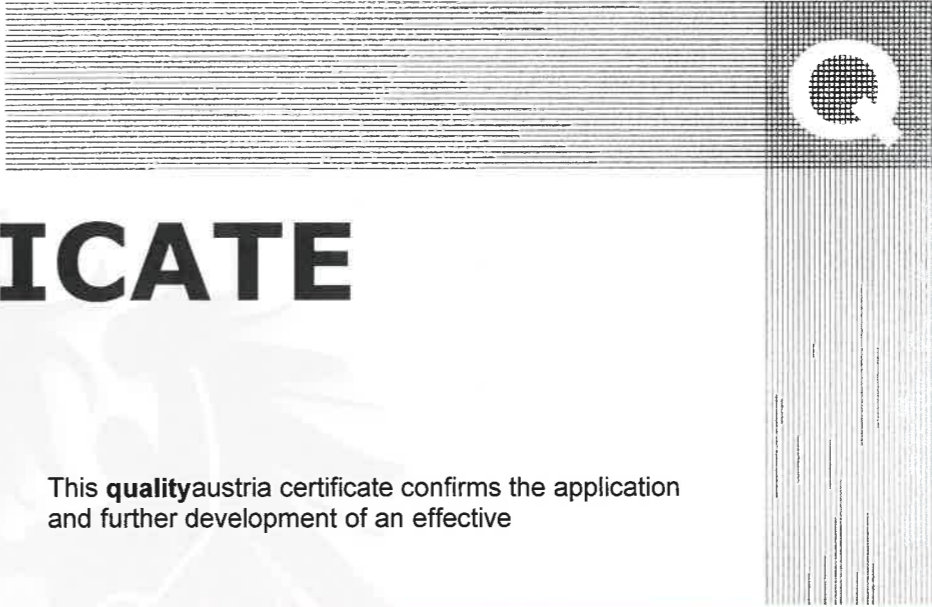 ICATE
This qualityaustria certificate confirms the application
and further development of an effective